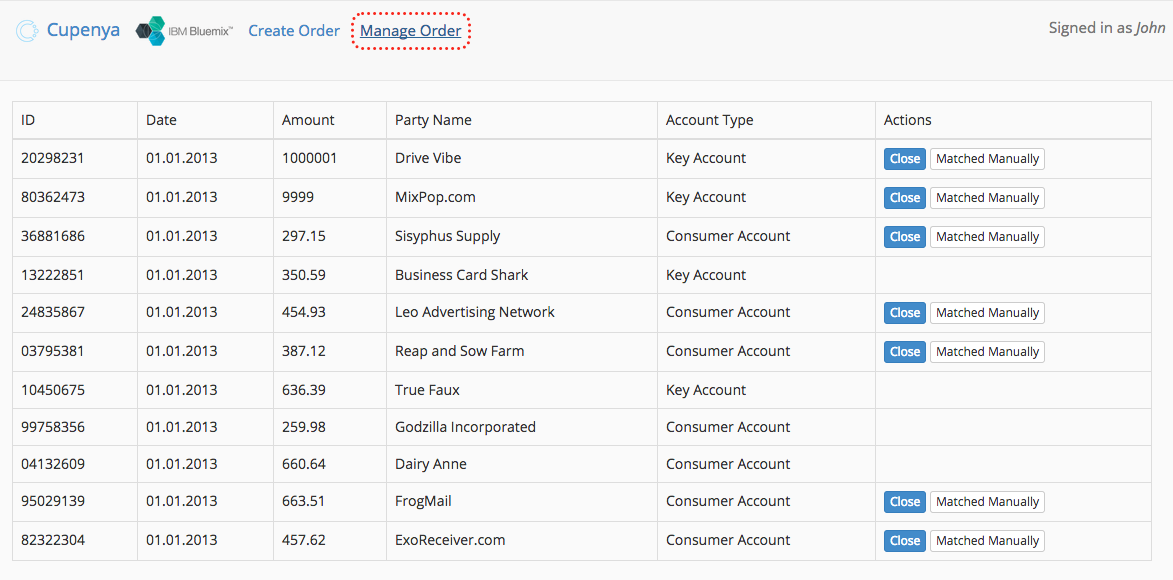 Cupenya IBM Bluemix™ Create Order Manage Order Signed in as John
ID Date Amount Party Name Account Type Actions
20298231 01.01.2013 1000001 Drive Vibe Key Account Close Matched Manually
80362473 01.01.2013 9999 MixPop.com Key Account Close Matched Manually
36881686 01.01.2013 297.15 Sisyphus Supply Consumer Account Close Matched Manually
13222851 01.01.2013 350.59 Business Card Shark Key Account
24835867 01.01.2013 454.93 Leo Advertising Network Consumer Account Close Matched Manually
03795381 01.01.2013 387.12 Reap and Sow Farm Consumer Account Close Matched Manually
10450675 01.01.2013 636.39 True Faux Key Account
99758356 01.01.2013 259.98 Godzilla Incorporated Consumer Account
04132609 01.01.2013 660.64 Dairy Anne Consumer Account
95029139 01.01.2013 663.51 FrogMail Consumer Account Close Matched Manually
82322304 01.01.2013 457.62 ExoReceiver.com Consumer Account Close Matched Manually